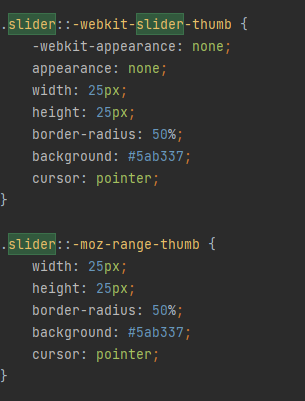 .slider::-webkit-slider-thumb {
    -webkit-appearance: none;
    appearance: none;
    width: 25px;
    height: 25px;
    border-radius: 50%;
    background: #5ab337;
    cursor: pointer;
}

.slider::-moz-range-thumb {
    width: 25px;
    height: 25px;
    border-radius: 50%;
    background: #5ab337;
    cursor: pointer;
}